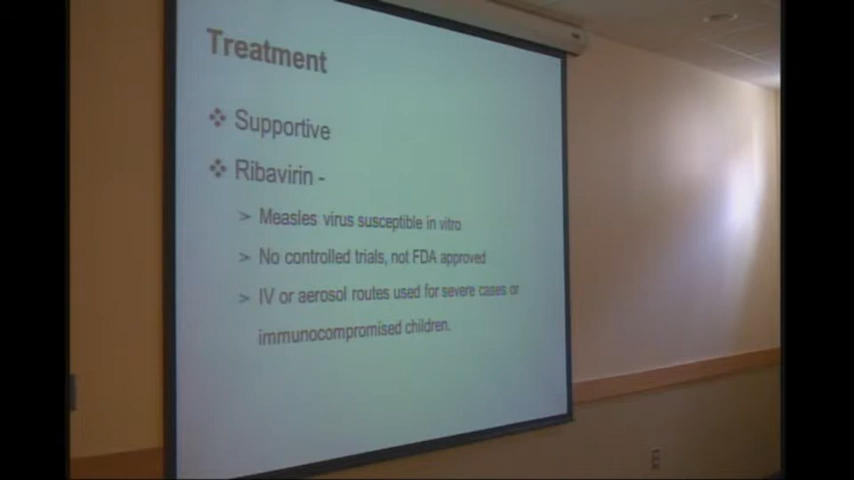 Treatment
❖ Supportive
❖ Ribavirin -
➢ Measles virus susceptible in vitro
➢ No controlled trials, not FDA approved
➢ IV or aerosol routes used for severe cases or
immunocompromised children.